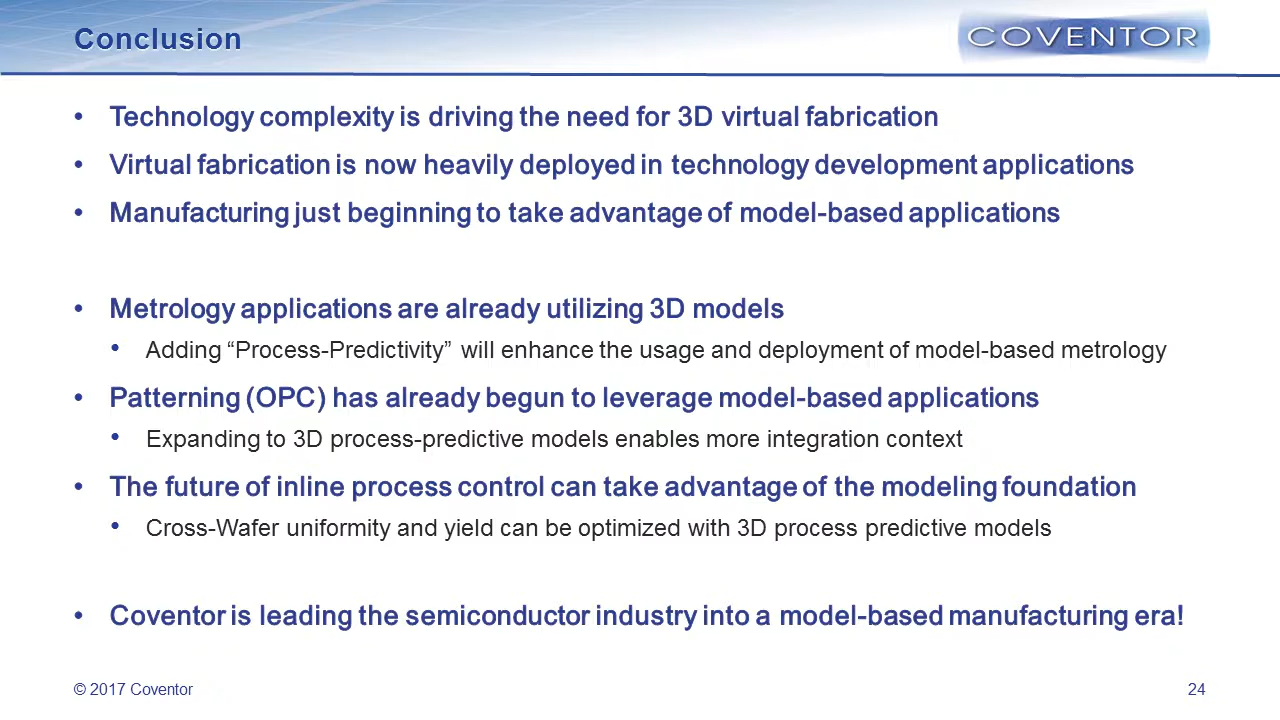 Conclusion
COVENTOR
• Technology complexity is driving the need for 3D virtual fabrication
• Virtual fabrication is now heavily deployed in technology development applications
• Manufacturing just beginning to take advantage of model-based applications
• Metrology applications are already utilizing 3D models
• Adding “Process-Predictivity” will enhance the usage and deployment of model-based metrology
• Patterning (OPC) has already begun to leverage model-based applications
• Expanding to 3D process-predictive models enables more integration context
• The future of inline process control can take advantage of the modeling foundation
• Cross-Wafer uniformity and yield can be optimized with 3D process predictive models
• Coventor is leading the semiconductor industry into a model-based manufacturing era!
© 2017 Coventor
24